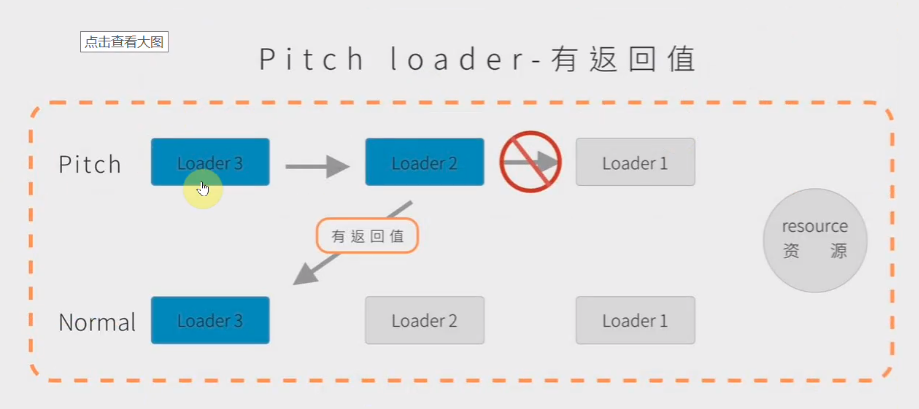 点击查看大图
Pitch loader-有返回值
Pitch
Loader 3
Loader 2
Loader 1
resource
资 源
有返回值
Normal
Loader 3
Loader 2
Loader 1